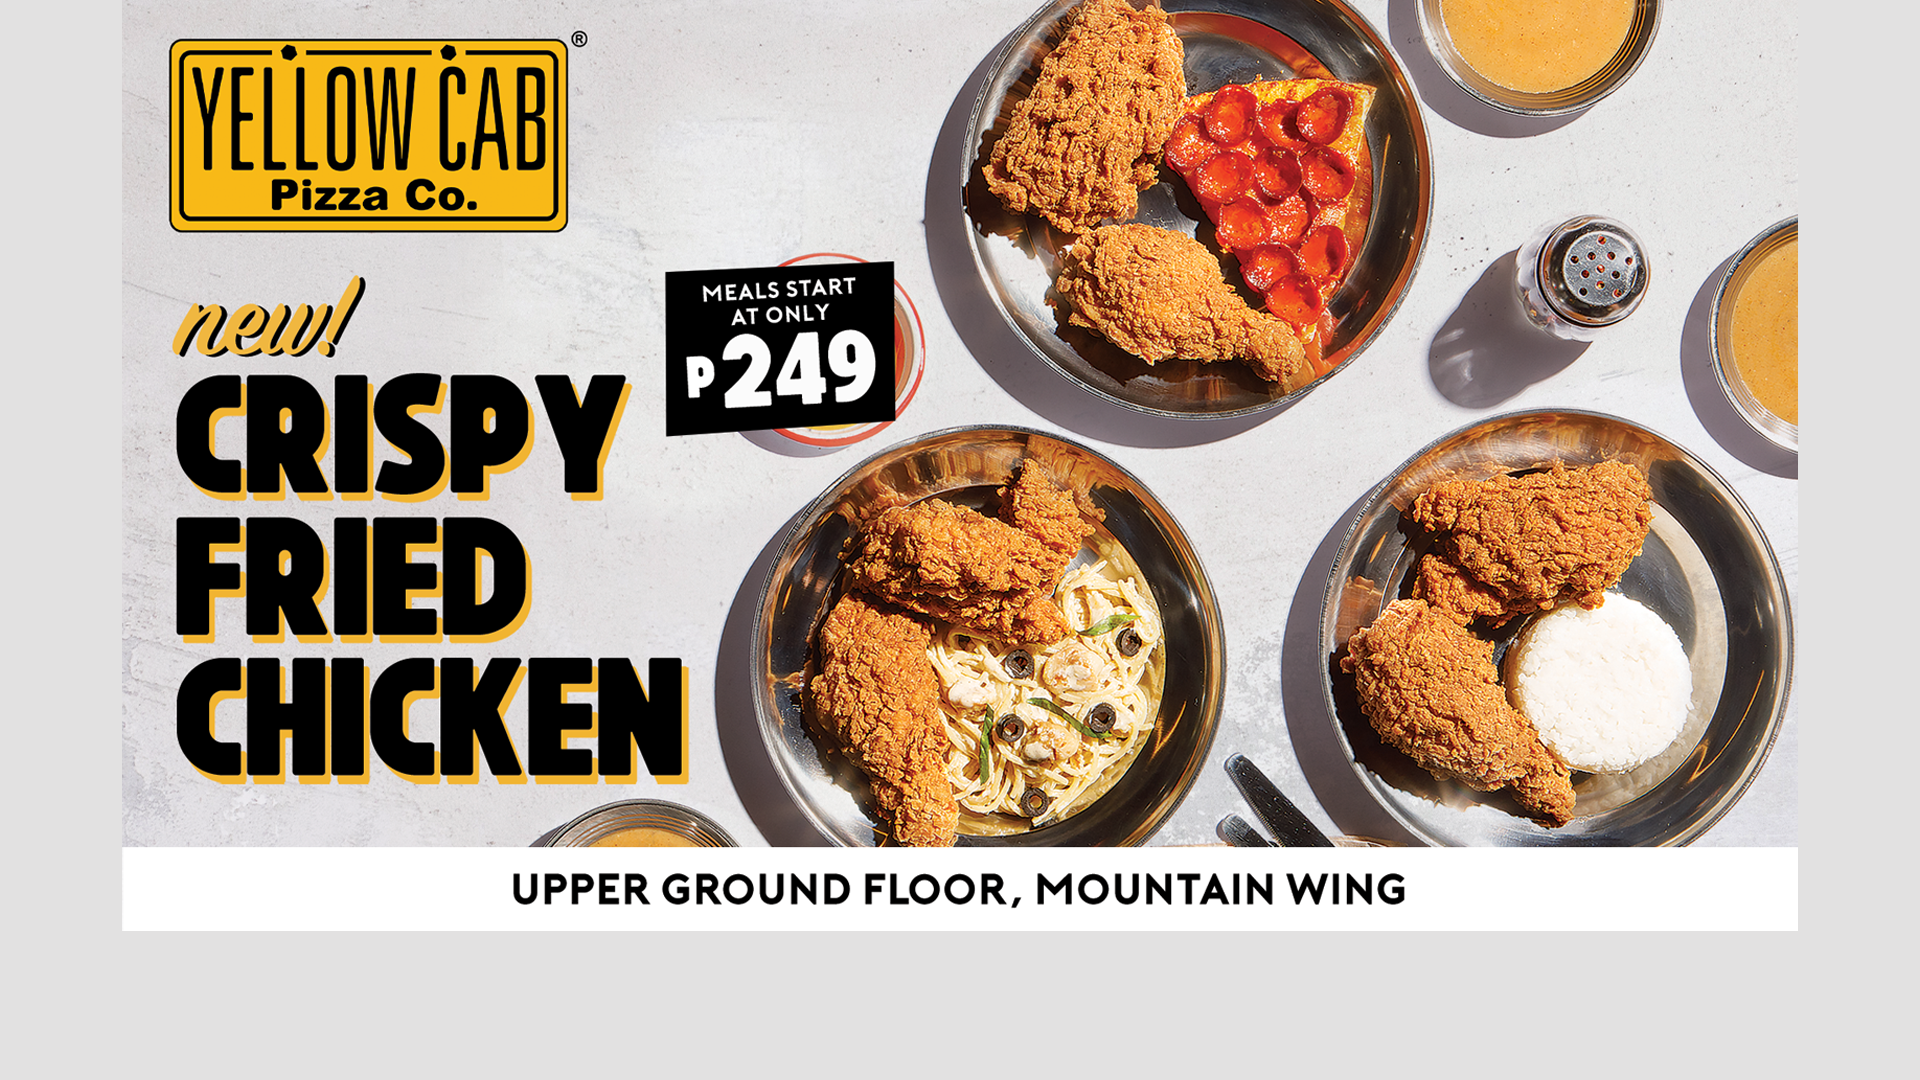 YELLOW CAB®
Pizza Co.
new!
CRISPY
FRIED
CHICKEN
MEALS START
AT ONLY
P249
UPPER GROUND FLOOR, MOUNTAIN WING